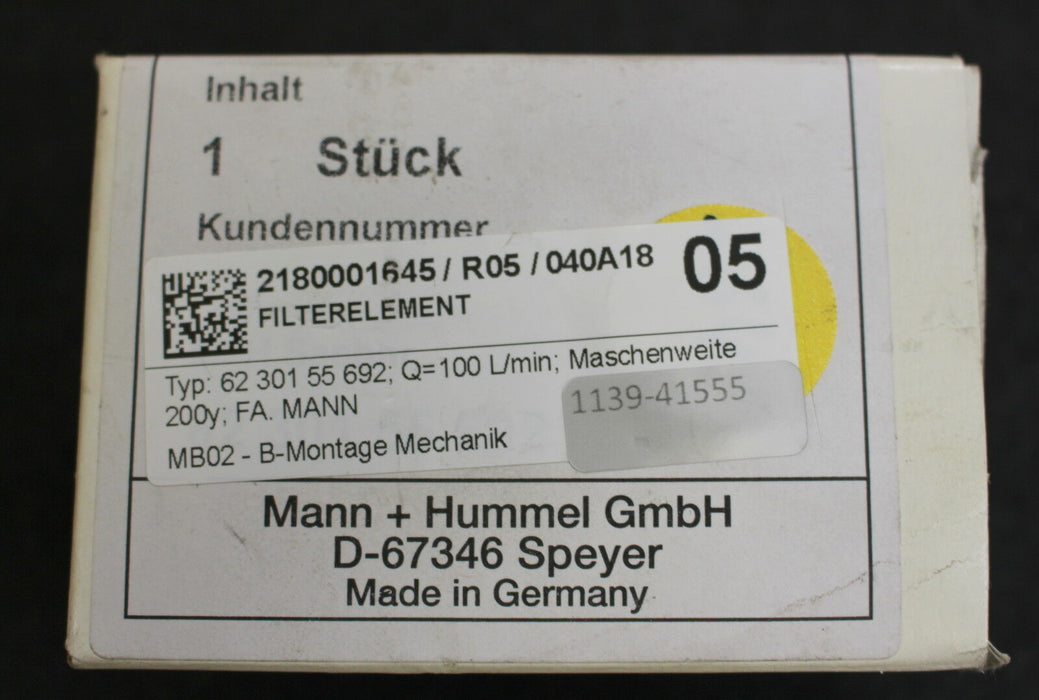 Inhalt
1 Stück
Kundennummer
2180001645 / R05 / 040A18 05
FILTERELEMENT
Typ: 62 301 55 692; Q=100 L/min; Maschenweite
200y; FA. MANN
1139-41555
MB02 - B-Montage Mechanik
Mann + Hummel GmbH
D-67346 Speyer
Made in Germany